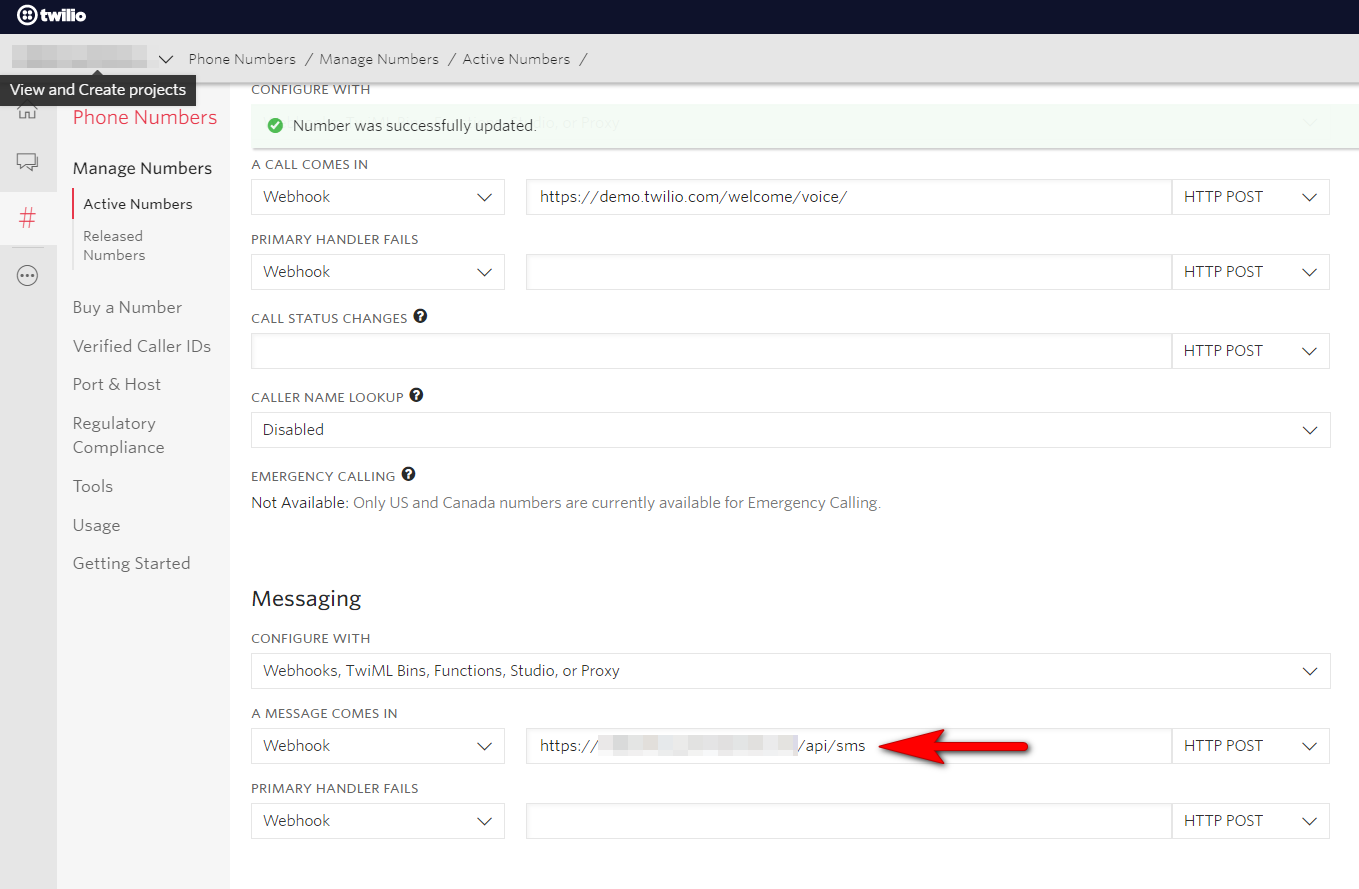 twilio
Phone Numbers / Manage Numbers / Active Numbers /
View and Create projects
Phone Numbers
Manage Numbers
Active Numbers
Released
Numbers
Buy a Number
Verified Caller IDs
Port & Host
Regulatory
Compliance
Tools
Usage
Getting Started
CONFIGURE WITH
Number was successfully updated.
or Proxy
A CALL COMES IN
Webhook https://demo.twilio.com/welcome/voice/ HTTP POST
PRIMARY HANDLER FAILS
Webhook HTTP POST
CALL STATUS CHANGES ?
HTTP POST
CALLER NAME LOOKUP ?
Disabled
EMERGENCY CALLING ?
Not Available: Only US and Canada numbers are currently available for Emergency Calling.
Messaging
CONFIGURE WITH
Webhooks, TwiML Bins, Functions, Studio, or Proxy
A MESSAGE COMES IN
Webhook https:// /api/sms HTTP POST
PRIMARY HANDLER FAILS
Webhook HTTP POST